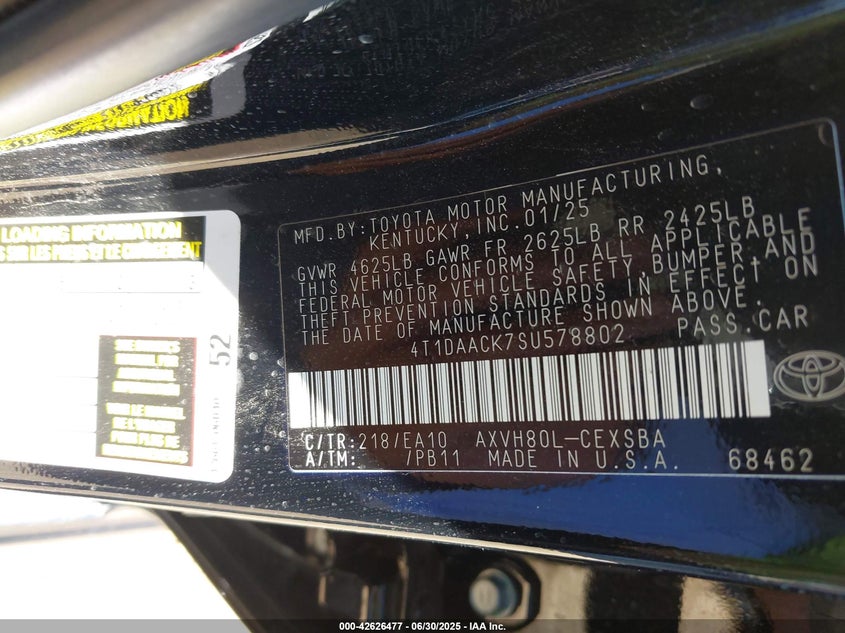 MFD.BY:TOYOTA MOTOR MANUFACTURING,
KENTUCKY, INC.01/25
GVWR 4625LB GAWR FR 2625LB RR 2425LB
THIS VEHICLE CONFORMS TO ALL APPLICABLE
FEDERAL MOTOR VEHICLE SAFETY,BUMPER,AND
THEFT PREVENTION STANDARDS IN EFFECT ON
THE DATE OF MANUFACTURE SHOWN ABOVE.
4T1DAACK7SU578802 PASS.CAR
C/TR:218/EA10 AXVH80L-CEXSBA
A/TM: /PB11 MADE IN U.S.A. 68462
LOADING INFORMATION
52
000-42626477 - 06/30/2025 - IAA Inc.